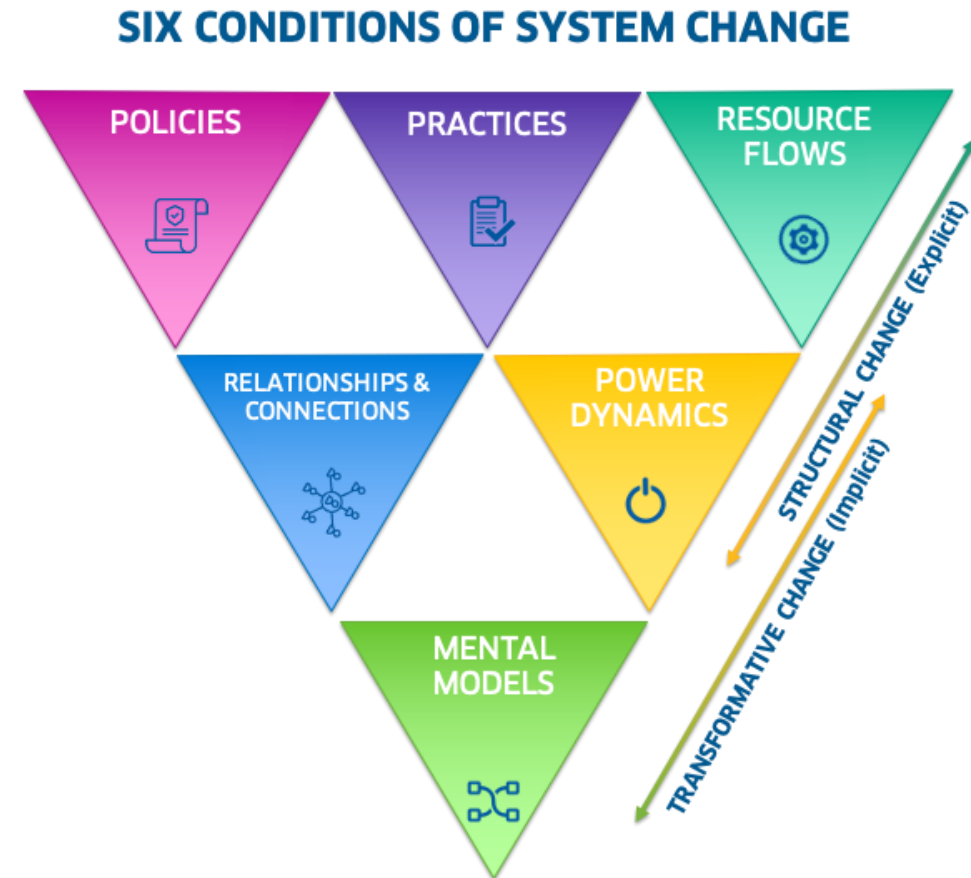 SIX CONDITIONS OF SYSTEM CHANGE
POLICIES
PRACTICES
RESOURCE
FLOWS
RELATIONSHIPS &
CONNECTIONS
POWER
DYNAMICS
MENTAL
MODELS
STRUCTURAL CHANGE (Explicit)
TRANSFORMATIVE CHANGE (Implicit)